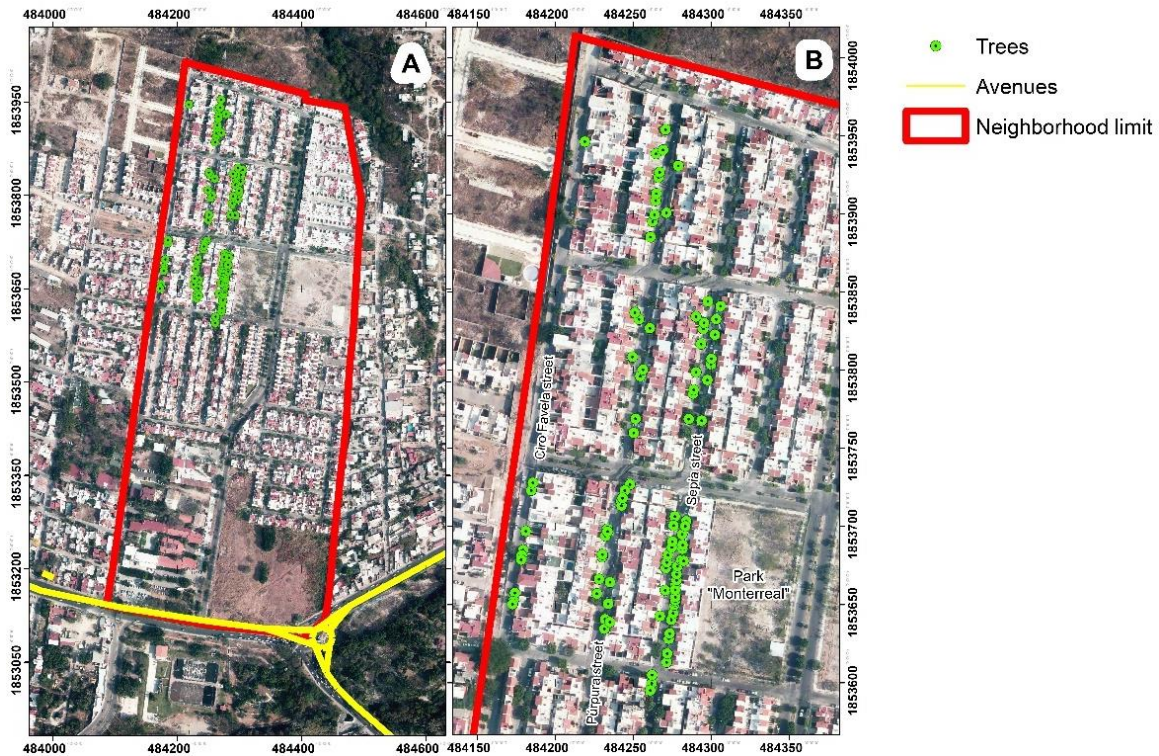 484000 484200 484400 484600
484150 484200 484250 484300 484350
A
B
Trees
Avenues
Neighborhood limit
1853950
1853800
1853650
1853500
1853350
1853200
1853050
1854000
1853950
1853900
1853850
1853800
1853750
1853700
1853650
1853600
Ciro Favela street
Sepia street
Púrpura street
Park
"Monterreal"
484000 484200 484400 484600
484150 484200 484250 484300 484350